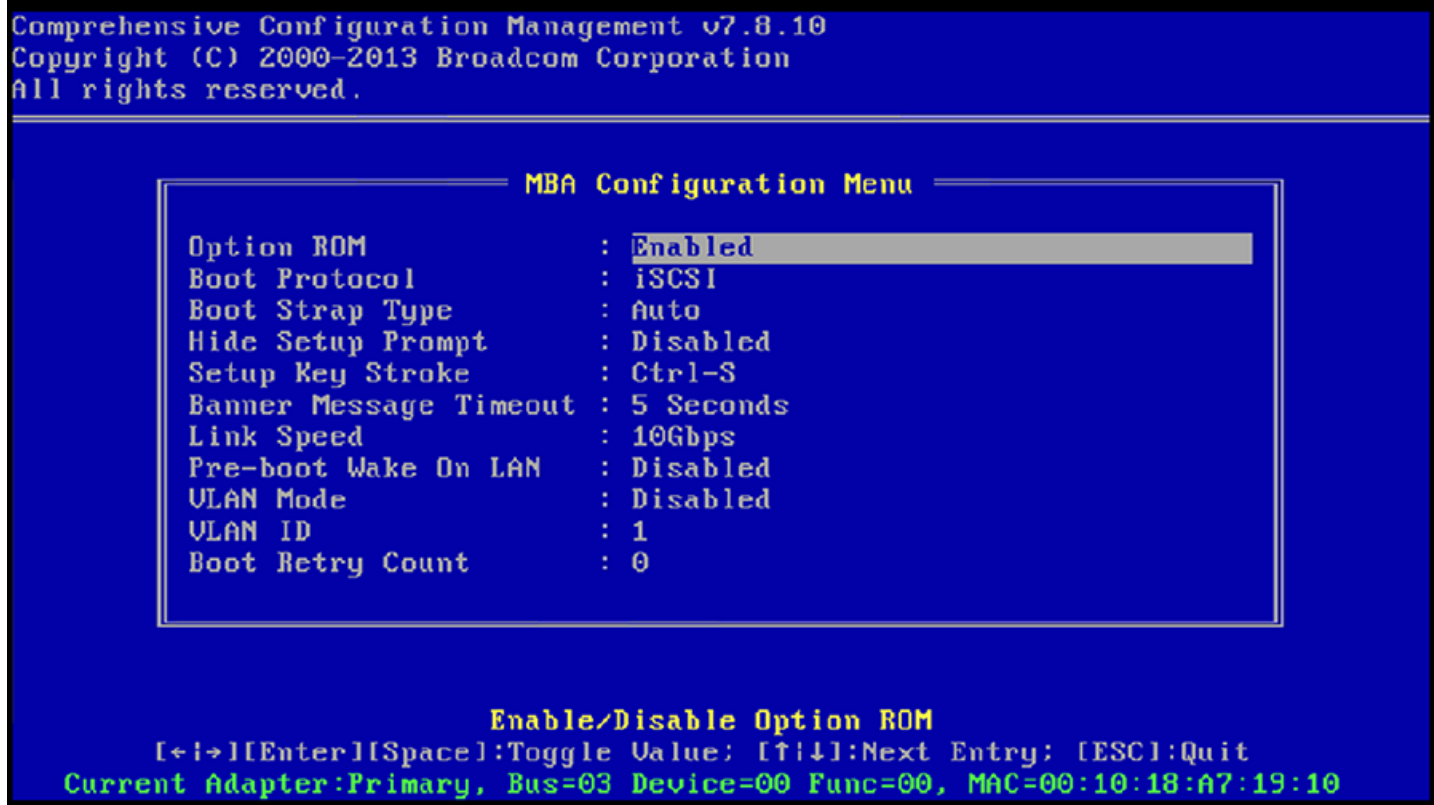 Comprehensive Configuration Management v7.8.10
Copyright (C) 2000-2013 Broadcom Corporation
All rights reserved.
MBA Configuration Menu
Option ROM : Enabled
Boot Protocol : iSCSI
Boot Strap Type : Auto
Hide Setup Prompt : Disabled
Setup Key Stroke : Ctrl-S
Banner Message Timeout : 5 Seconds
Link Speed : 10Gbps
Pre-boot Wake On LAN : Disabled
VLAN Mode : Disabled
VLAN ID : 1
Boot Retry Count : 0
Enable/Disable Option ROM
[←|→][Enter][Space]:Toggle Value; [↑|↓]:Next Entry; [ESC]:Quit
Current Adapter:Primary, Bus=03 Device=00 Func=00, MAC=00:10:18:A7:19:10